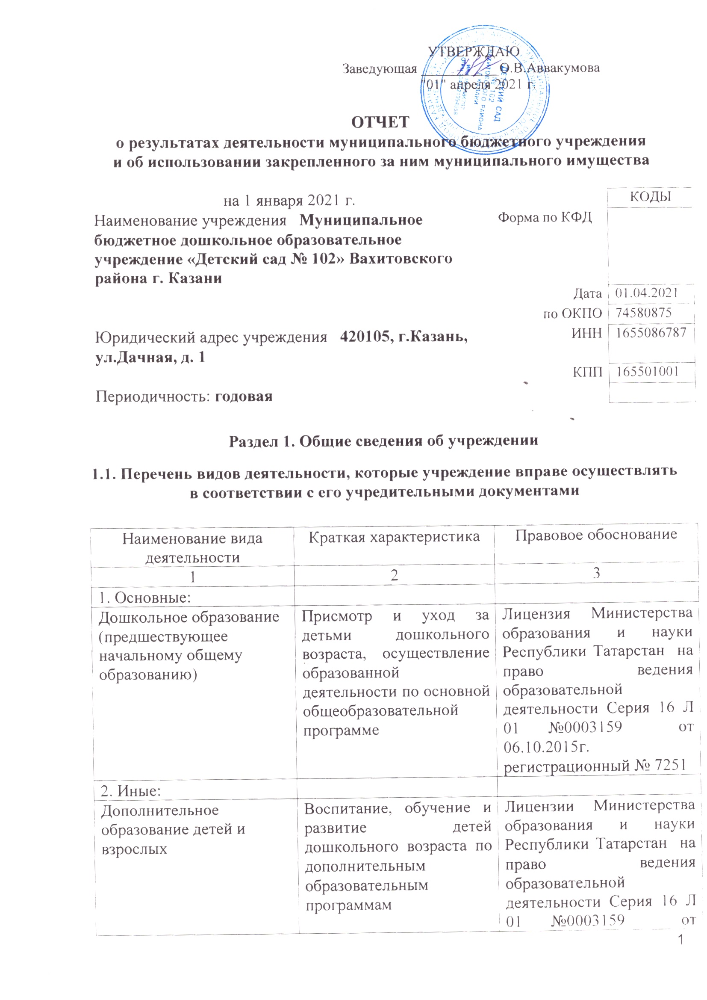 УТВЕРЖДАЮ
Заведующая О.В.Аввакумова
"01" апреля 2021 г.
ДЕТСКИЙ САД
№ 102
ВАХИТОВСКОГО РАЙОНА
Г. КАЗАНИ
ОТЧЕТ
о результатах деятельности муниципального бюджетного учреждения
и об использовании закрепленного за ним муниципального имущества
КОДЫ
на 1 января 2021 г.
Наименование учреждения Муниципальное Форма по КФД
бюджетное дошкольное образовательное
учреждение «Детский сад № 102» Вахитовского
района г. Казани
Дата 01.04.2021
по ОКПО 74580875
Юридический адрес учреждения 420105, г.Казань, ИНН 1655086787
ул.Дачная, д. 1
КПП 165501001
Периодичность: годовая
Раздел 1. Общие сведения об учреждении
1.1. Перечень видов деятельности, которые учреждение вправе осуществлять
в соответствии с его учредительными документами
Наименование вида
деятельности
Краткая характеристика
Правовое обоснование
1 2 3
1. Основные:
Дошкольное образование
(предшествующее
начальному общему
образованию)
Присмотр и уход за
детьми дошкольного
возраста, осуществление
образованной
деятельности по основной
общеобразовательной
программе
Лицензия Министерства
образования и науки
Республики Татарстан на
право ведения
образовательной
деятельности Серия 16 Л
01 №0003159 от
06.10.2015г.
регистрационный № 7251
2. Иные:
Дополнительное
образование детей и
взрослых
Воспитание, обучение и
развитие детей
дошкольного возраста по
дополнительным
образовательным
программам
Лицензии Министерства
образования и науки
Республики Татарстан на
право ведения
образовательной
деятельности Серия 16 Л
01 №0003159 от
1